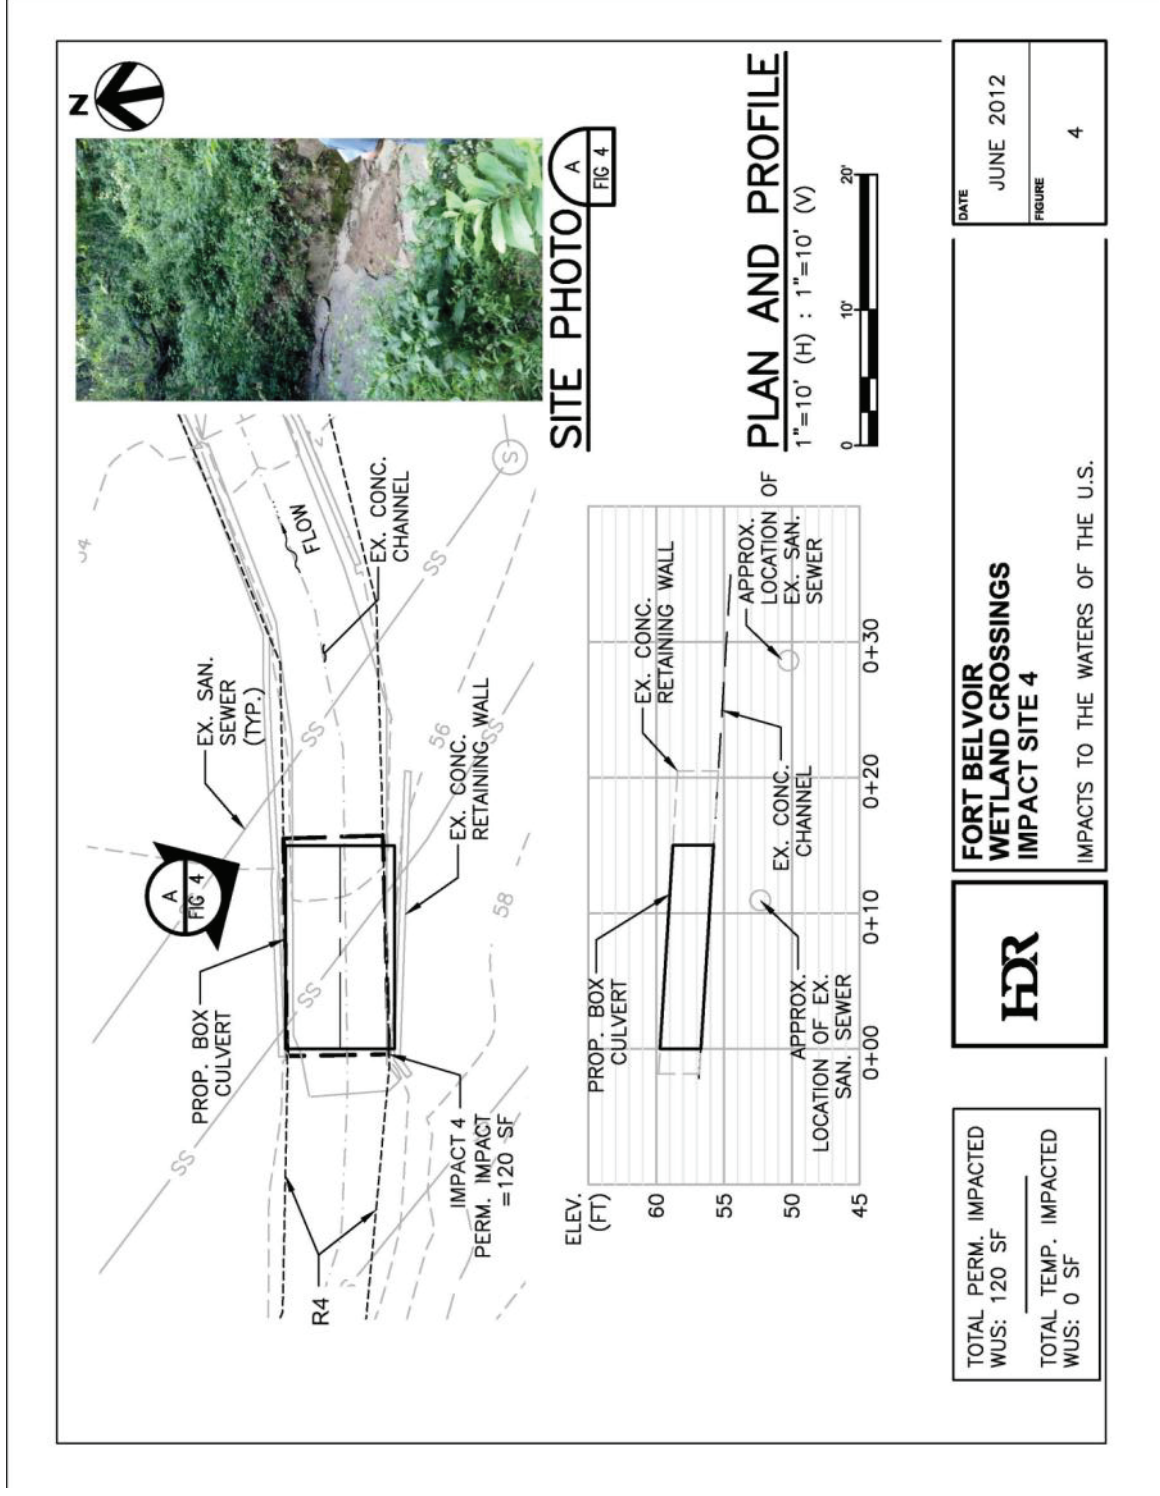 N
EX. SAN.
SEWER
(TYP.)
A
FIG 4
PROP. BOX
CULVERT
SS
SS
SS
SS
SS
54
56
58
S
FLOW
EX. CONC.
CHANNEL
EX. CONC.
RETAINING WALL
IMPACT 4
PERM. IMPACT
=120 SF
R4
SITE PHOTO
A
FIG 4
ELEV.
(FT)
60
55
50
45
PROP. BOX
CULVERT
EX. CONC.
RETAINING WALL
APPROX.
LOCATION OF
EX. SAN.
SEWER
EX. CONC.
CHANNEL
APPROX.
LOCATION OF EX.
SAN. SEWER
0+00
0+10
0+20
0+30
PLAN AND PROFILE
1"=10' (H) : 1"=10' (V)
0
10'
20'
TOTAL PERM. IMPACTED
WUS: 120 SF
TOTAL TEMP. IMPACTED
WUS: 0 SF
HDR
FORT BELVOIR
WETLAND CROSSINGS
IMPACT SITE 4
IMPACTS TO THE WATERS OF THE U.S.
DATE
JUNE 2012
FIGURE
4